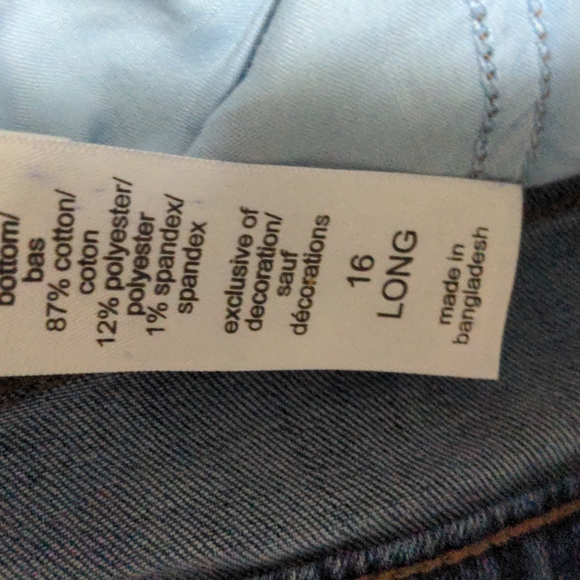 bottom/
bas
87% cotton/
coton
12% polyester/
polyester
1% spandex/
spandex
exclusive of
decoration/
sauf
décorations
16
LONG
made in
bangladesh